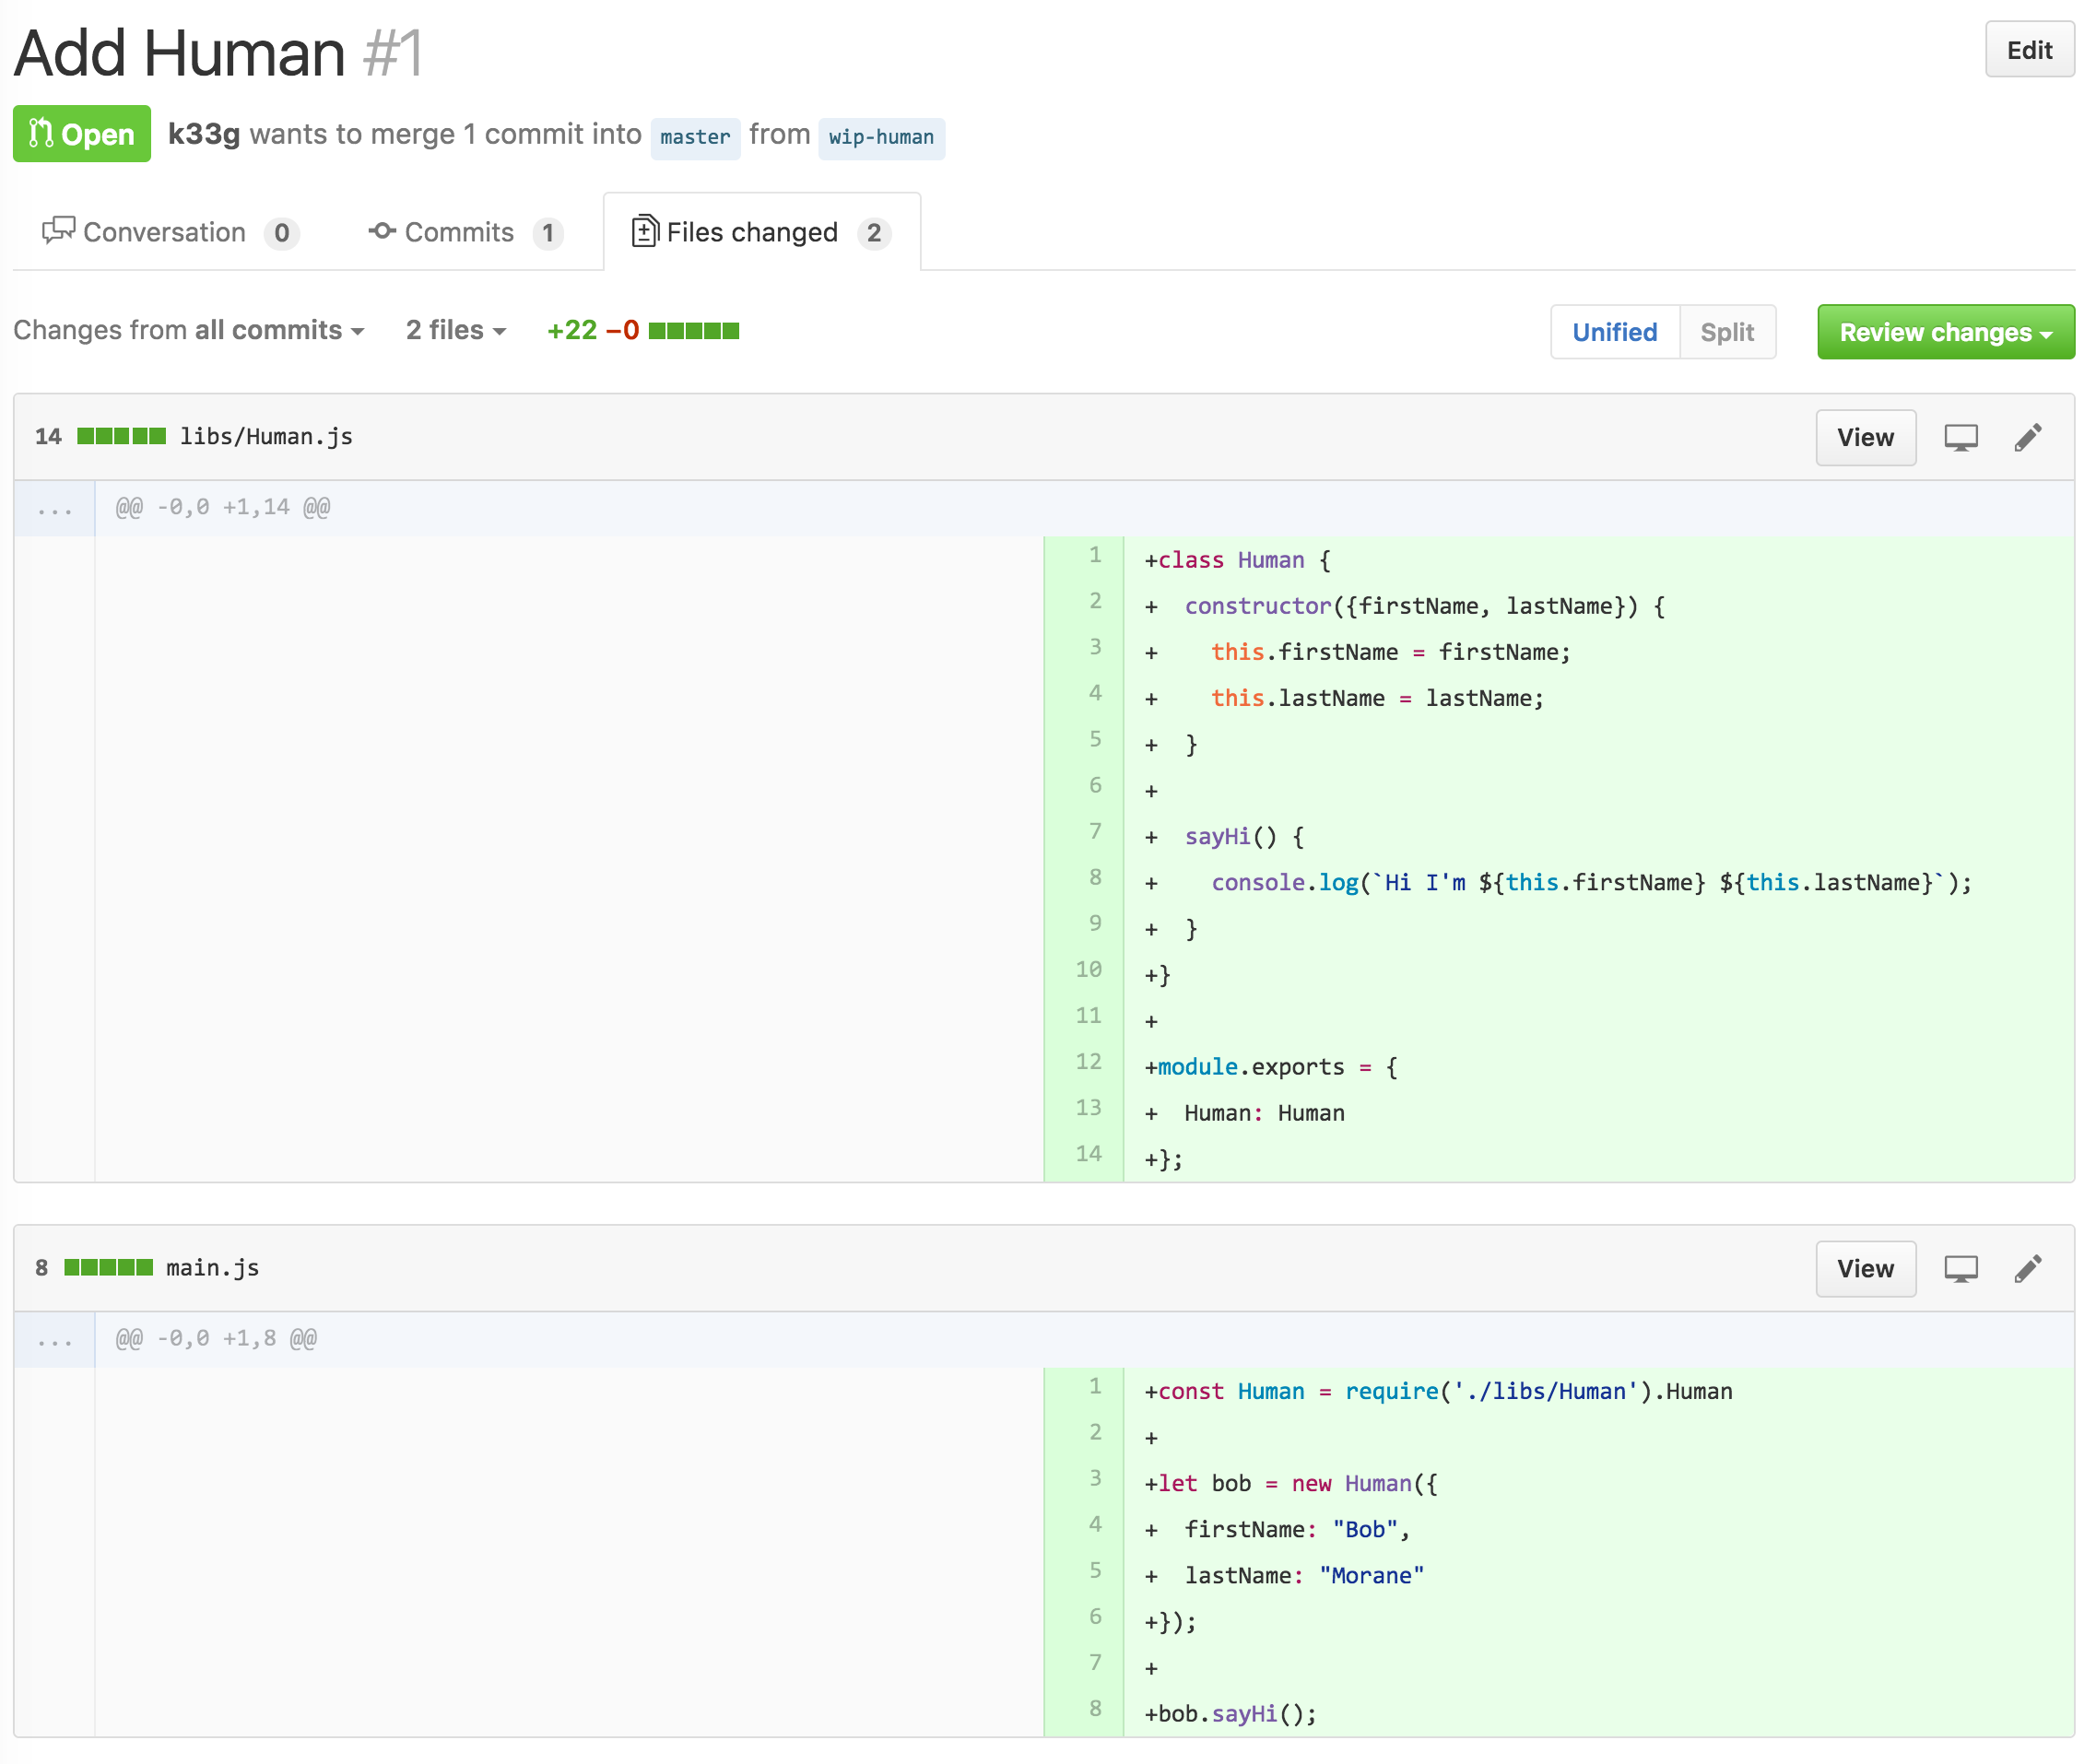 Add Human #1
Edit
Open k33g wants to merge 1 commit into master from wip-human
Conversation 0 Commits 1 Files changed 2
Changes from all commits 2 files +22 −0 Unified Split Review changes
14 libs/Human.js View
... @@ -0,0 +1,14 @@
1 +class Human {
2 +  constructor({firstName, lastName}) {
3 +    this.firstName = firstName;
4 +    this.lastName = lastName;
5 +  }
6 +
7 +  sayHi() {
8 +    console.log(`Hi I'm ${this.firstName} ${this.lastName}`);
9 +  }
10 +}
11 +
12 +module.exports = {
13 +  Human: Human
14 +};
8 main.js View
... @@ -0,0 +1,8 @@
1 +const Human = require('./libs/Human').Human
2 +
3 +let bob = new Human({
4 +  firstName: "Bob",
5 +  lastName: "Morane"
6 +});
7 +
8 +bob.sayHi();